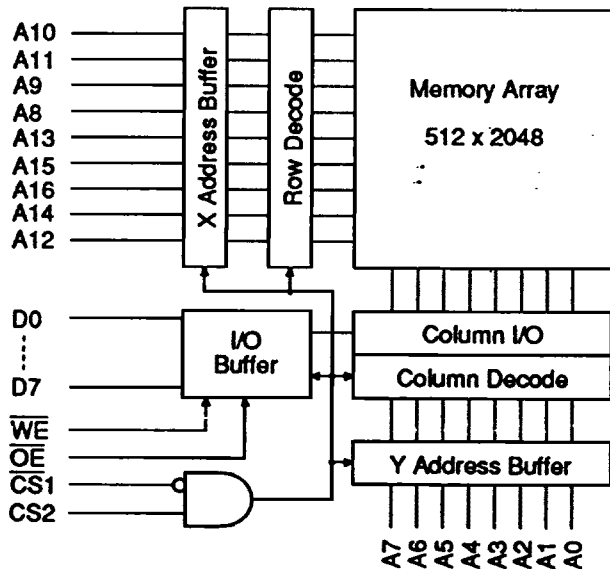 A10
A11
A9
A8
A13
A15
A16
A14
A12
X Address Buffer
Row Decode
Memory Array
512 x 2048
D0
D7
I/O
Buffer
Column I/O
Column Decode
Y Address Buffer
WE
OE
CS1
CS2
A7
A6
A5
A4
A3
A2
A1
A0